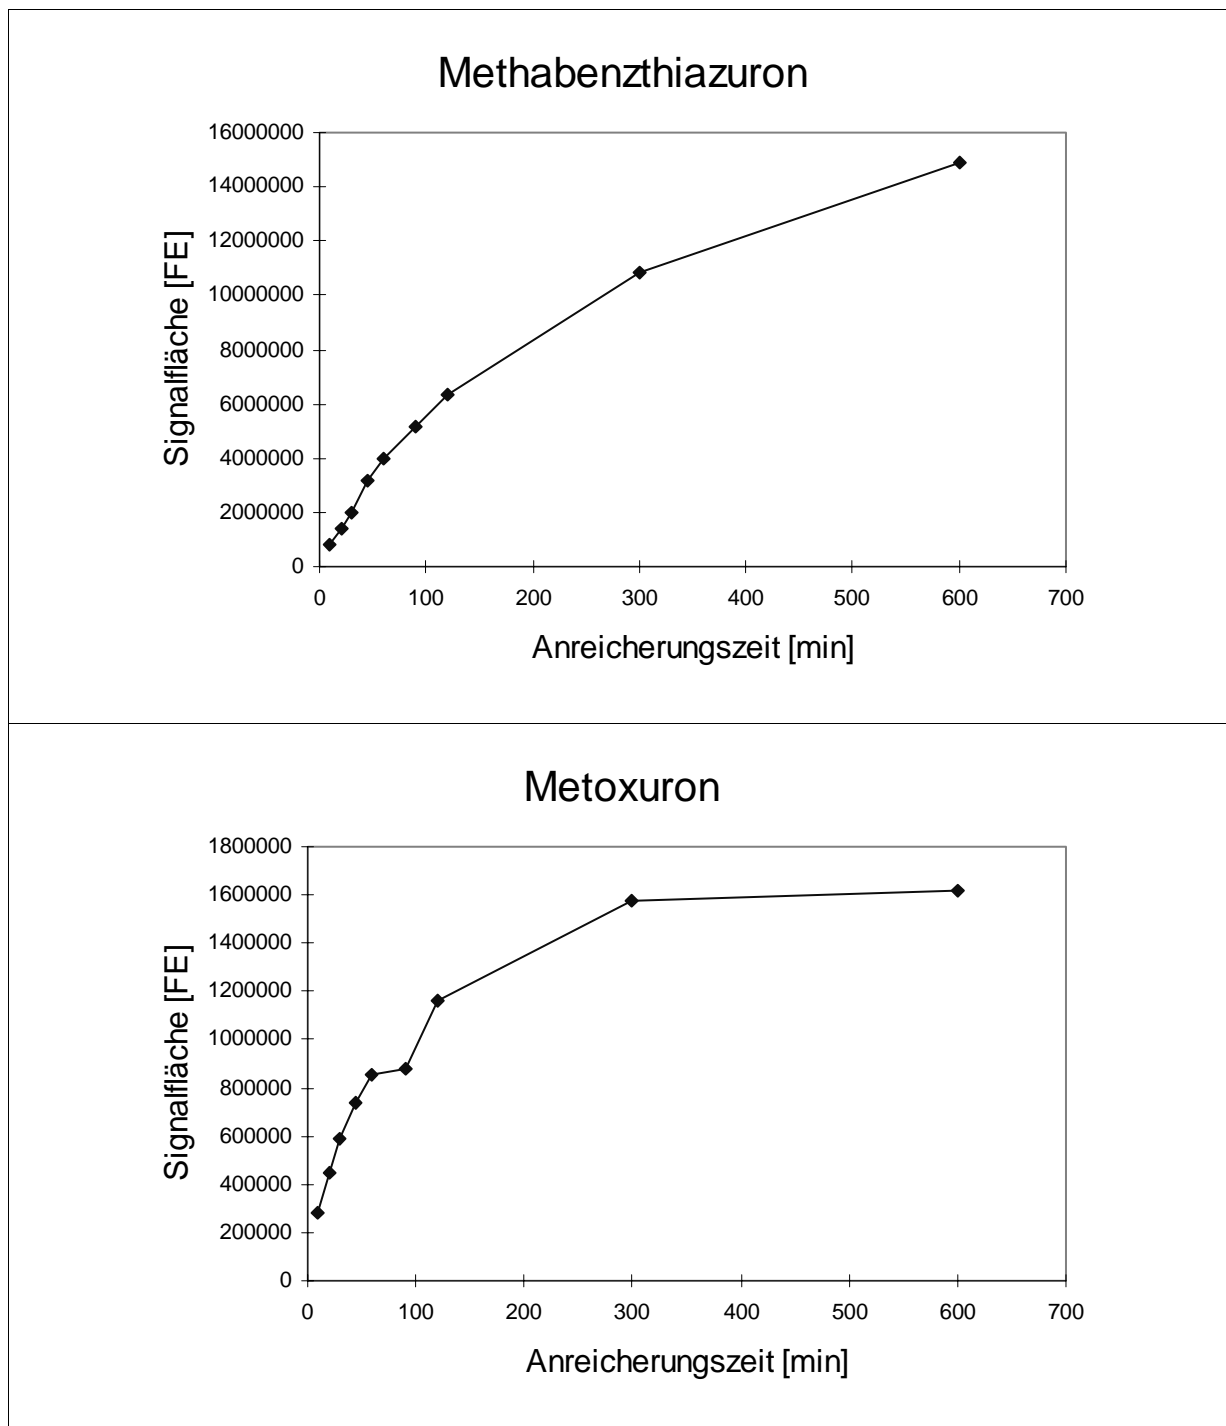 Methabenzthiazuron
16000000
14000000
12000000
10000000
8000000
6000000
4000000
2000000
0
Signalfläche [FE]
0 100 200 300 400 500 600 700
Anreicherungszeit [min]
Metoxuron
1800000
1600000
1400000
1200000
1000000
800000
600000
400000
200000
0
Signalfläche [FE]
0 100 200 300 400 500 600 700
Anreicherungszeit [min]